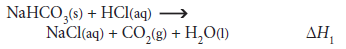 NaHCO₃(s) + HCl(aq) ⟶
NaCl(aq) + CO₂(g) + H₂O(l) ΔH₁